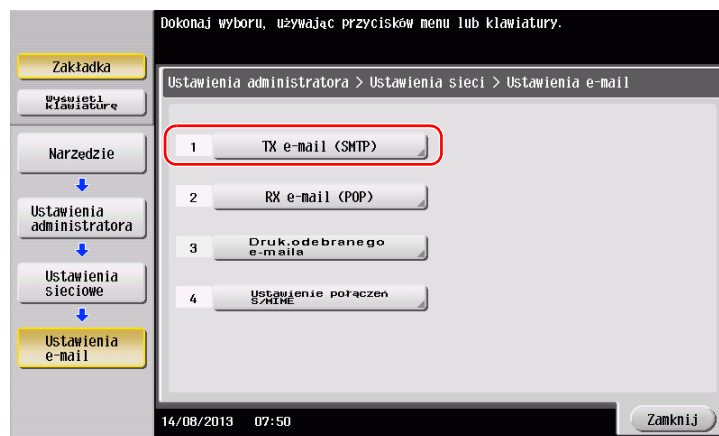 Dokonaj wyboru, używając przycisków menu lub klawiatury.
Zakładka
Wyświetl
klawiaturę
Ustawienia administratora > Ustawienia sieci > Ustawienia e-mail
Narzędzie
Ustawienia
administratora
Ustawienia
sieciowe
Ustawienia
e-mail
1 TX e-mail (SMTP)
2 RX e-mail (POP)
3 Druk.odebranego
e-maila
4 Ustawienie połączeń
S/MIME
14/08/2013 07:50
Zamknij